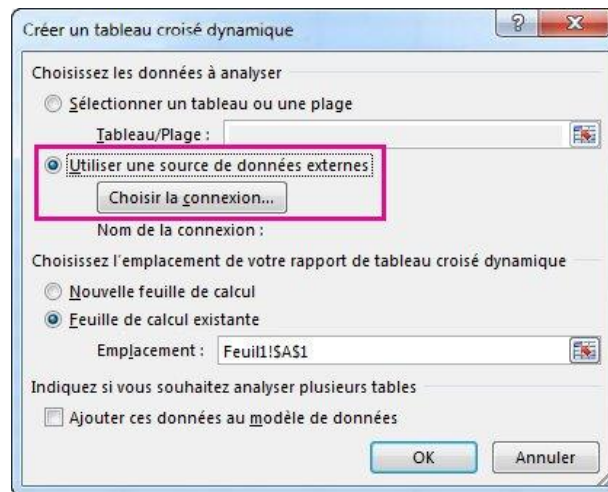 Créer un tableau croisé dynamique
Choisissez les données à analyser
Sélectionner un tableau ou une plage
Tableau/Plage :
Utiliser une source de données externes
Choisir la connexion...
Nom de la connexion :
Choisissez l'emplacement de votre rapport de tableau croisé dynamique
Nouvelle feuille de calcul
Feuille de calcul existante
Emplacement : Feuil1!$A$1
Indiquez si vous souhaitez analyser plusieurs tables
Ajouter ces données au modèle de données
OK Annuler